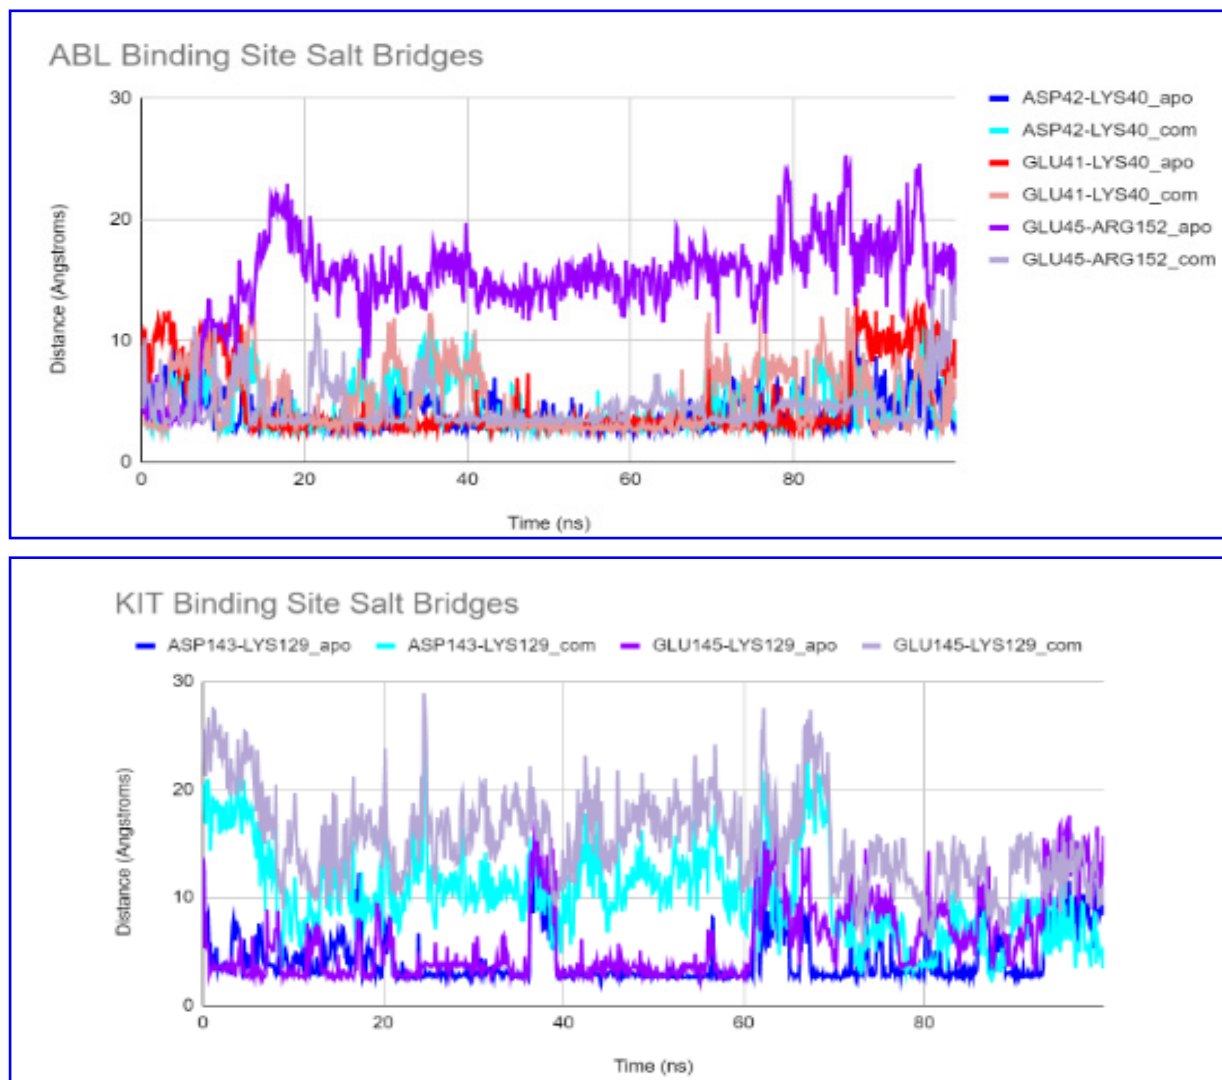 ABL Binding Site Salt Bridges
30
20
10
0
Distance (Angstroms)
0 20 40 60 80
Time (ns)
ASP42-LYS40_apo
ASP42-LYS40_com
GLU41-LYS40_apo
GLU41-LYS40_com
GLU45-ARG152_apo
GLU45-ARG152_com
KIT Binding Site Salt Bridges
ASP143-LYS129_apo ASP143-LYS129_com GLU145-LYS129_apo GLU145-LYS129_com
30
20
10
0
Distance (Angstroms)
0 20 40 60 80
Time (ns)